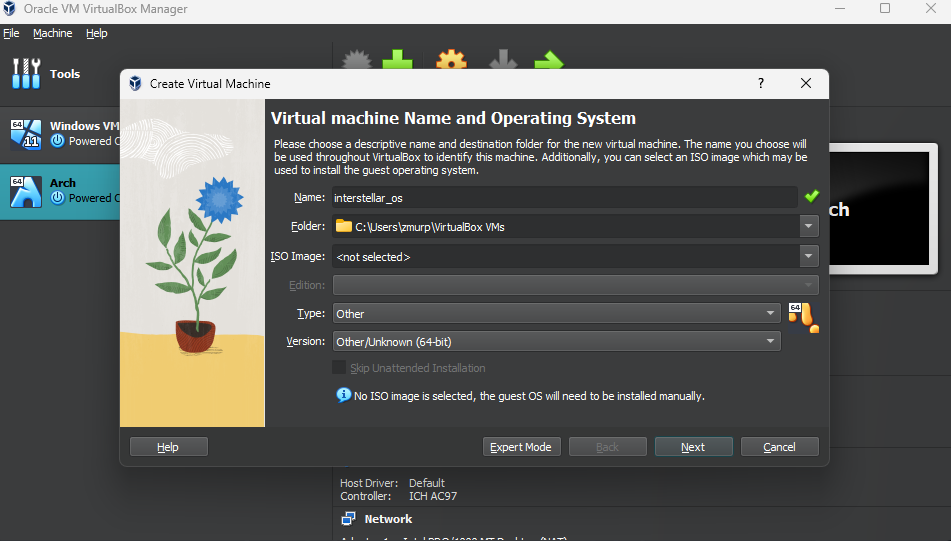 Oracle VM VirtualBox Manager
File Machine Help
Tools
64
Windows VM
11
Powered O
64
Arch
Powered O
ch
Create Virtual Machine
?
Virtual machine Name and Operating System
Please choose a descriptive name and destination folder for the new virtual machine. The name you choose will
be used throughout VirtualBox to identify this machine. Additionally, you can select an ISO image which may be
used to install the guest operating system.
Name: interstellar_os
Folder: C:\Users\zmurp\VirtualBox VMs
ISO Image: <not selected>
Edition:
Type: Other
64
Version: Other/Unknown (64-bit)
Skip Unattended Installation
No ISO image is selected, the guest OS will need to be installed manually.
Help Expert Mode Back Next Cancel
Host Driver: Default
Controller: ICH AC97
Network